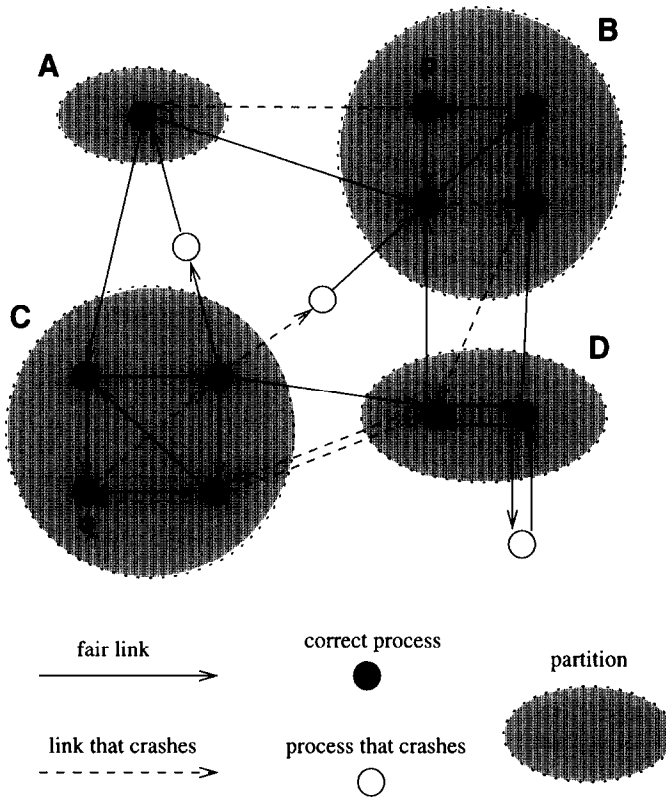 A
B
C
D
fair link
correct process
partition
link that crashes
process that crashes